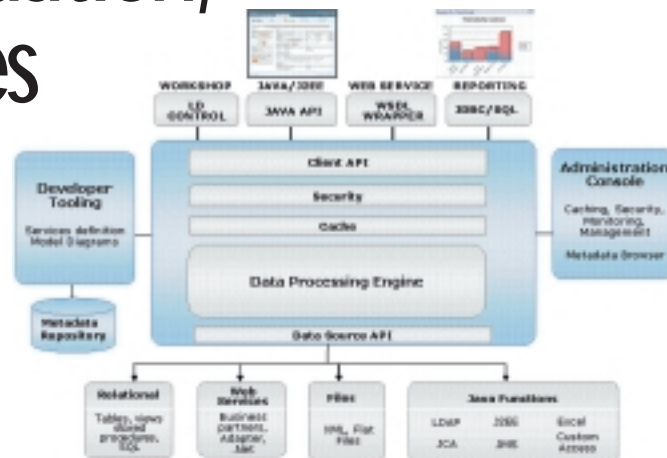 es
WORKSHOP
LD
CONTROL
JAVA/J2EE
JAVA API
WEB SERVICE
WSDL
WRAPPER
REPORTING
JDBC/SQL
Client API
Security
Cache
Data Processing Engine
Data Source API
Developer
Tooling
Services definition
Model Diagrams
Metadata
Repository
Administration
Console
Caching, Security,
Monitoring,
Management
Metadata Browser
Relational
Tables, views
stored
procedures,
SQL
Web
Services
Business
partners,
Adapter,
.Net
Files
XML, Flat
Files
Java Functions
LDAP
J2EE
Excel
JCA
JMS
Custom
Access